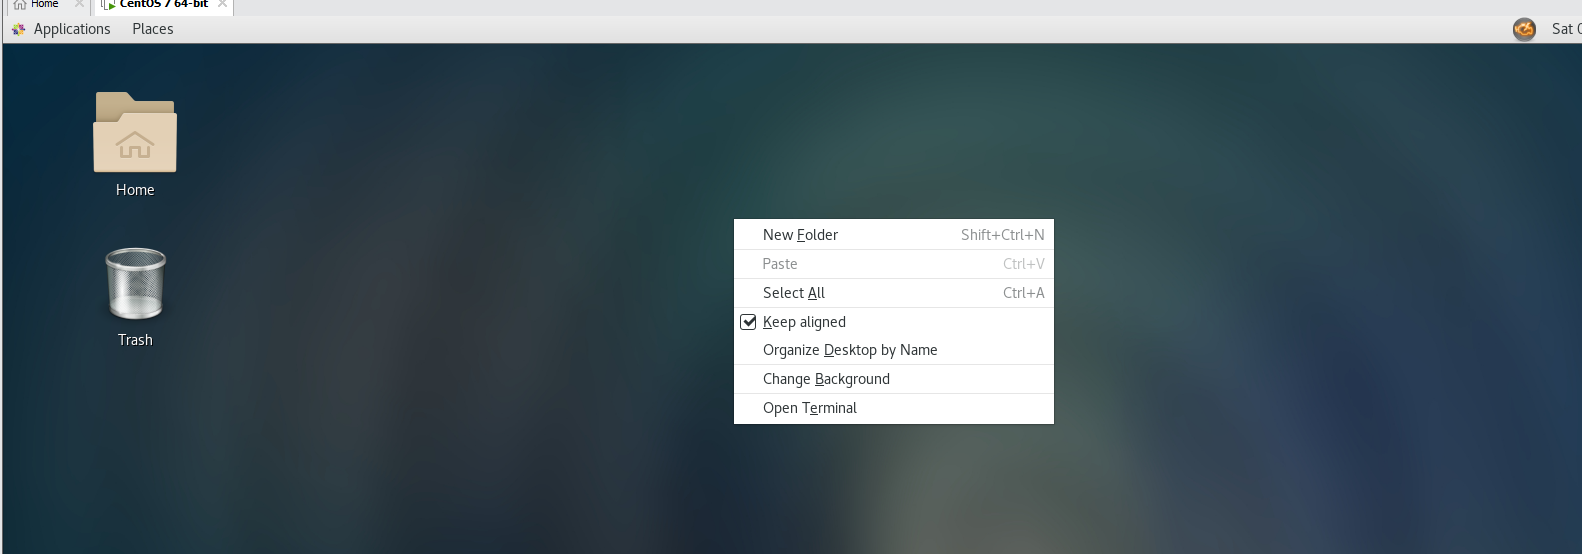 Home
CentOS 7 64-bit
Applications
Places
Sat
Home
Trash
New Folder Shift+Ctrl+N
Paste Ctrl+V
Select All Ctrl+A
Keep aligned
Organize Desktop by Name
Change Background
Open Terminal